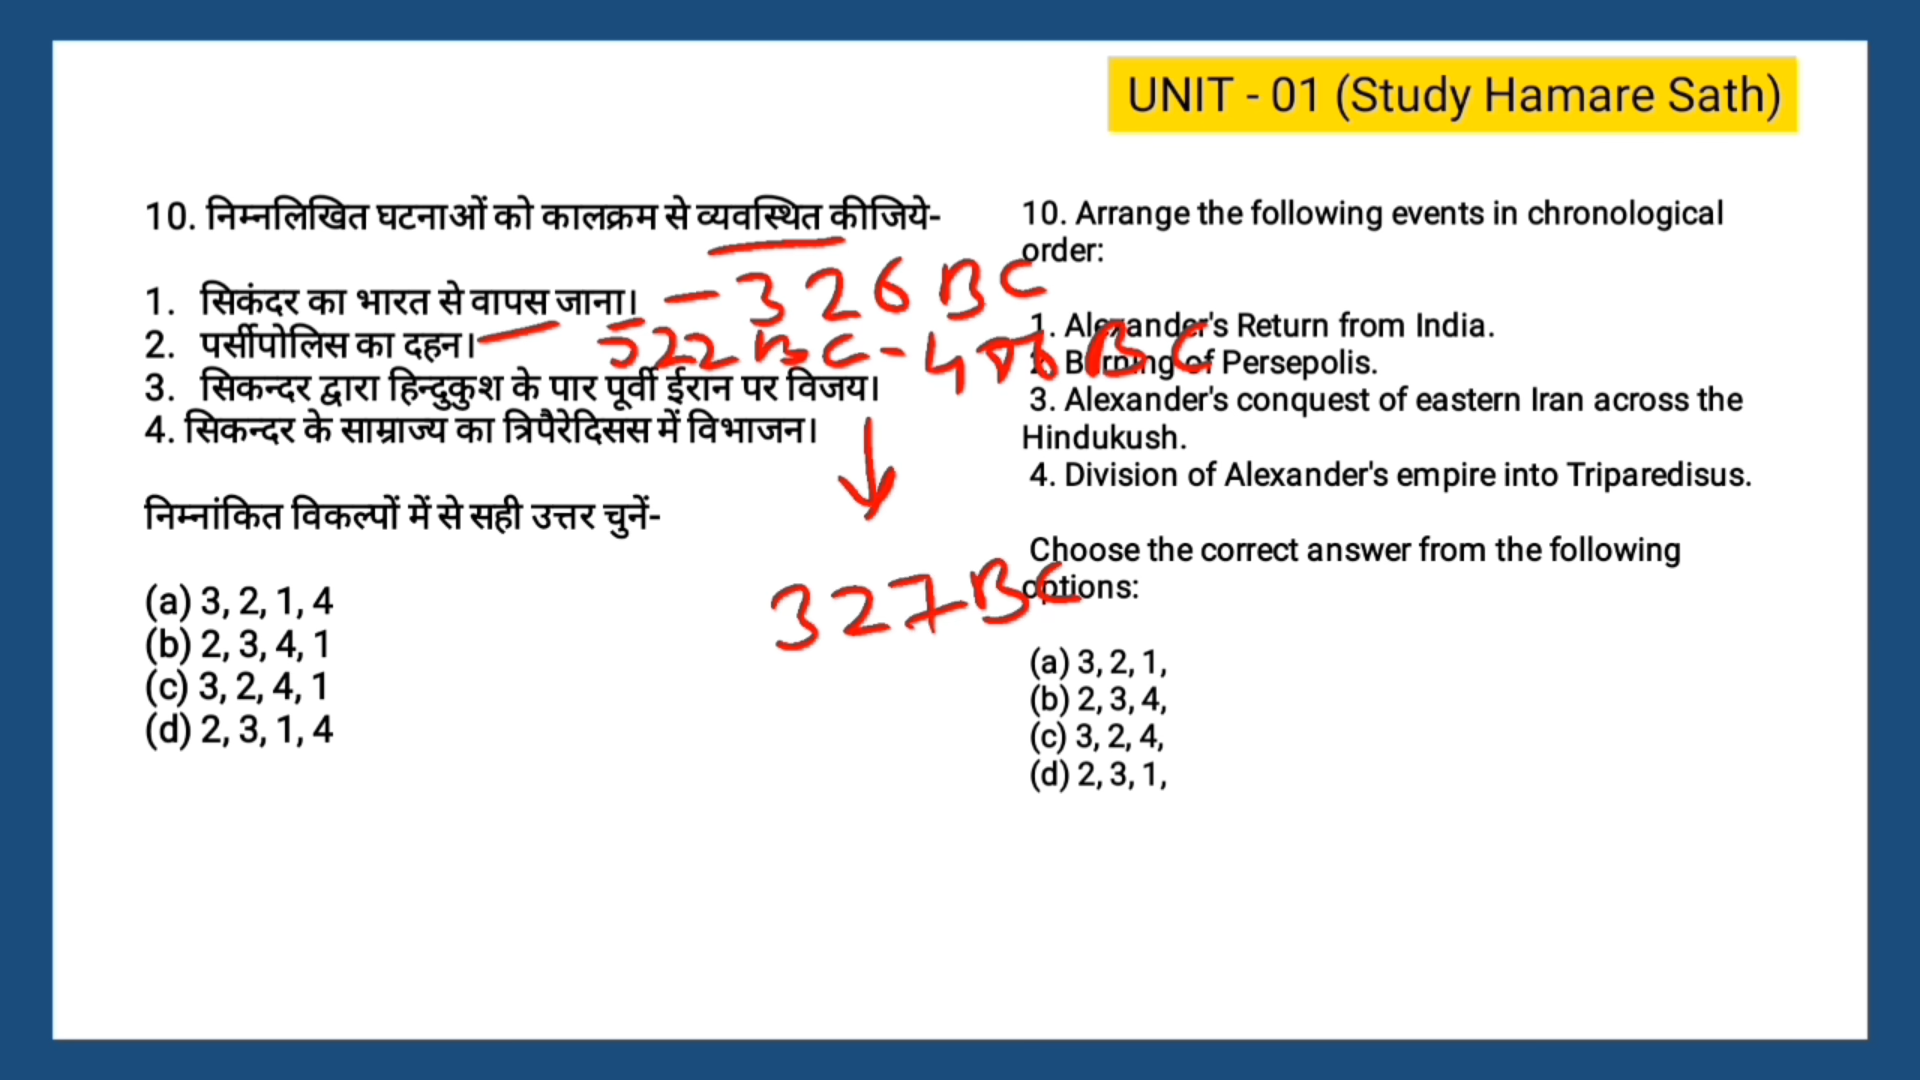 UNIT - 01 (Study Hamare Sath)
10. निम्नलिखित घटनाओं को कालक्रम से व्यवस्थित कीजिये-
1. सिकंदर का भारत से वापस जाना। - 326 BC
2. पर्सीपोलिस का दहन। - 522 BC - 486 BC
3. सिकन्दर द्वारा हिन्दुकुश के पार पूर्वी ईरान पर विजय।
4. सिकन्दर के साम्राज्य का त्रिपैरेदिसस में विभाजन।
327 BC
निम्नांकित विकल्पों में से सही उत्तर चुनें-
(a) 3, 2, 1, 4
(b) 2, 3, 4, 1
(c) 3, 2, 4, 1
(d) 2, 3, 1, 4
10. Arrange the following events in chronological
order:
1. Alexander's Return from India.
2. Burning of Persepolis.
3. Alexander's conquest of eastern Iran across the
Hindukush.
4. Division of Alexander's empire into Triparedisus.
Choose the correct answer from the following
options:
(a) 3, 2, 1,
(b) 2, 3, 4,
(c) 3, 2, 4,
(d) 2, 3, 1,